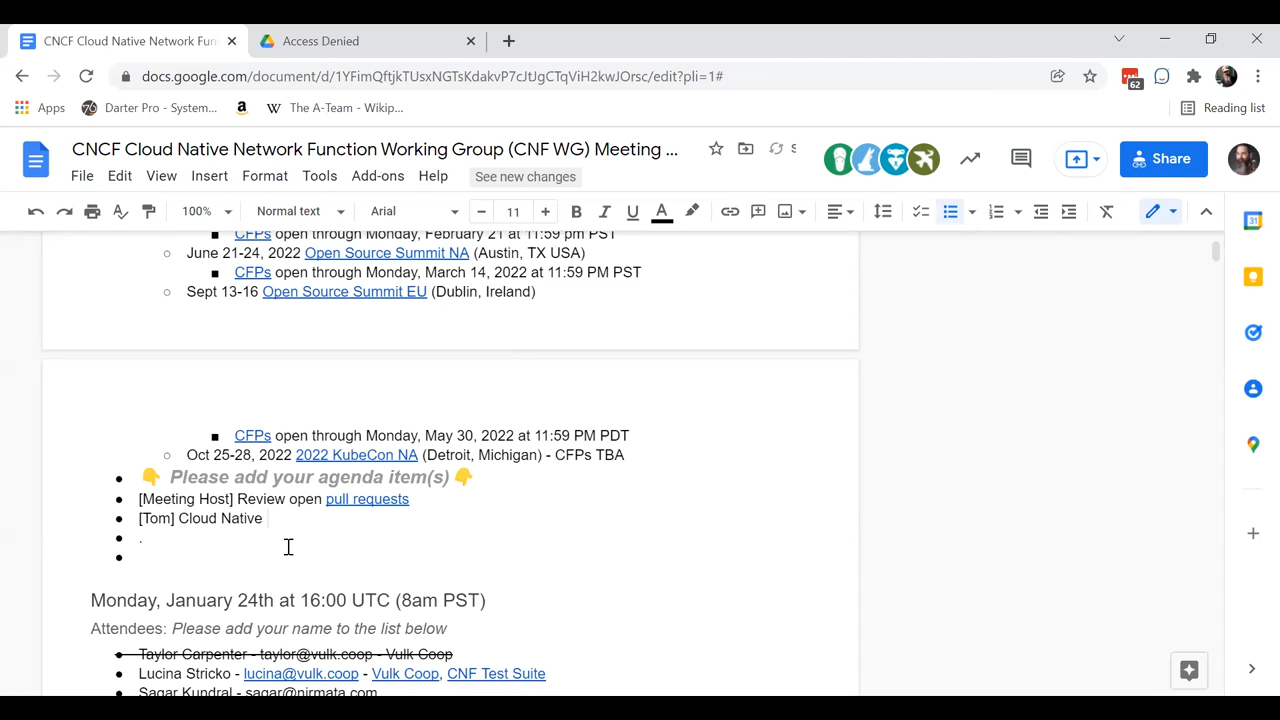 CNCF Cloud Native Network Fun
Access Denied
docs.google.com/document/d/1YFimQftjkTUsxNGTsKdakvP7cJtJgCTqViH2kwJOrsc/edit?pli=1#
62
Apps
Darter Pro - System...
The A-Team - Wikip...
Reading list
CNCF Cloud Native Network Function Working Group (CNF WG) Meeting ...
S
File Edit View Insert Format Tools Add-ons Help See new changes
Share
100% Normal text Arial 11
CFPs open through Monday, February 21 at 11:59 pm PST
○ June 21-24, 2022 Open Source Summit NA (Austin, TX USA)
■ CFPs open through Monday, March 14, 2022 at 11:59 PM PST
○ Sept 13-16 Open Source Summit EU (Dublin, Ireland)
■ CFPs open through Monday, May 30, 2022 at 11:59 PM PDT
○ Oct 25-28, 2022 2022 KubeCon NA (Detroit, Michigan) - CFPs TBA
● 👇 Please add your agenda item(s) 👇
● [Meeting Host] Review open pull requests
● [Tom] Cloud Native
● .
●
Monday, January 24th at 16:00 UTC (8am PST)
Attendees: Please add your name to the list below
● Taylor Carpenter - taylor@vulk.coop - Vulk Coop
● Lucina Stricko - lucina@vulk.coop - Vulk Coop, CNF Test Suite
● Sagar Kundral - sagar@nirmata.com